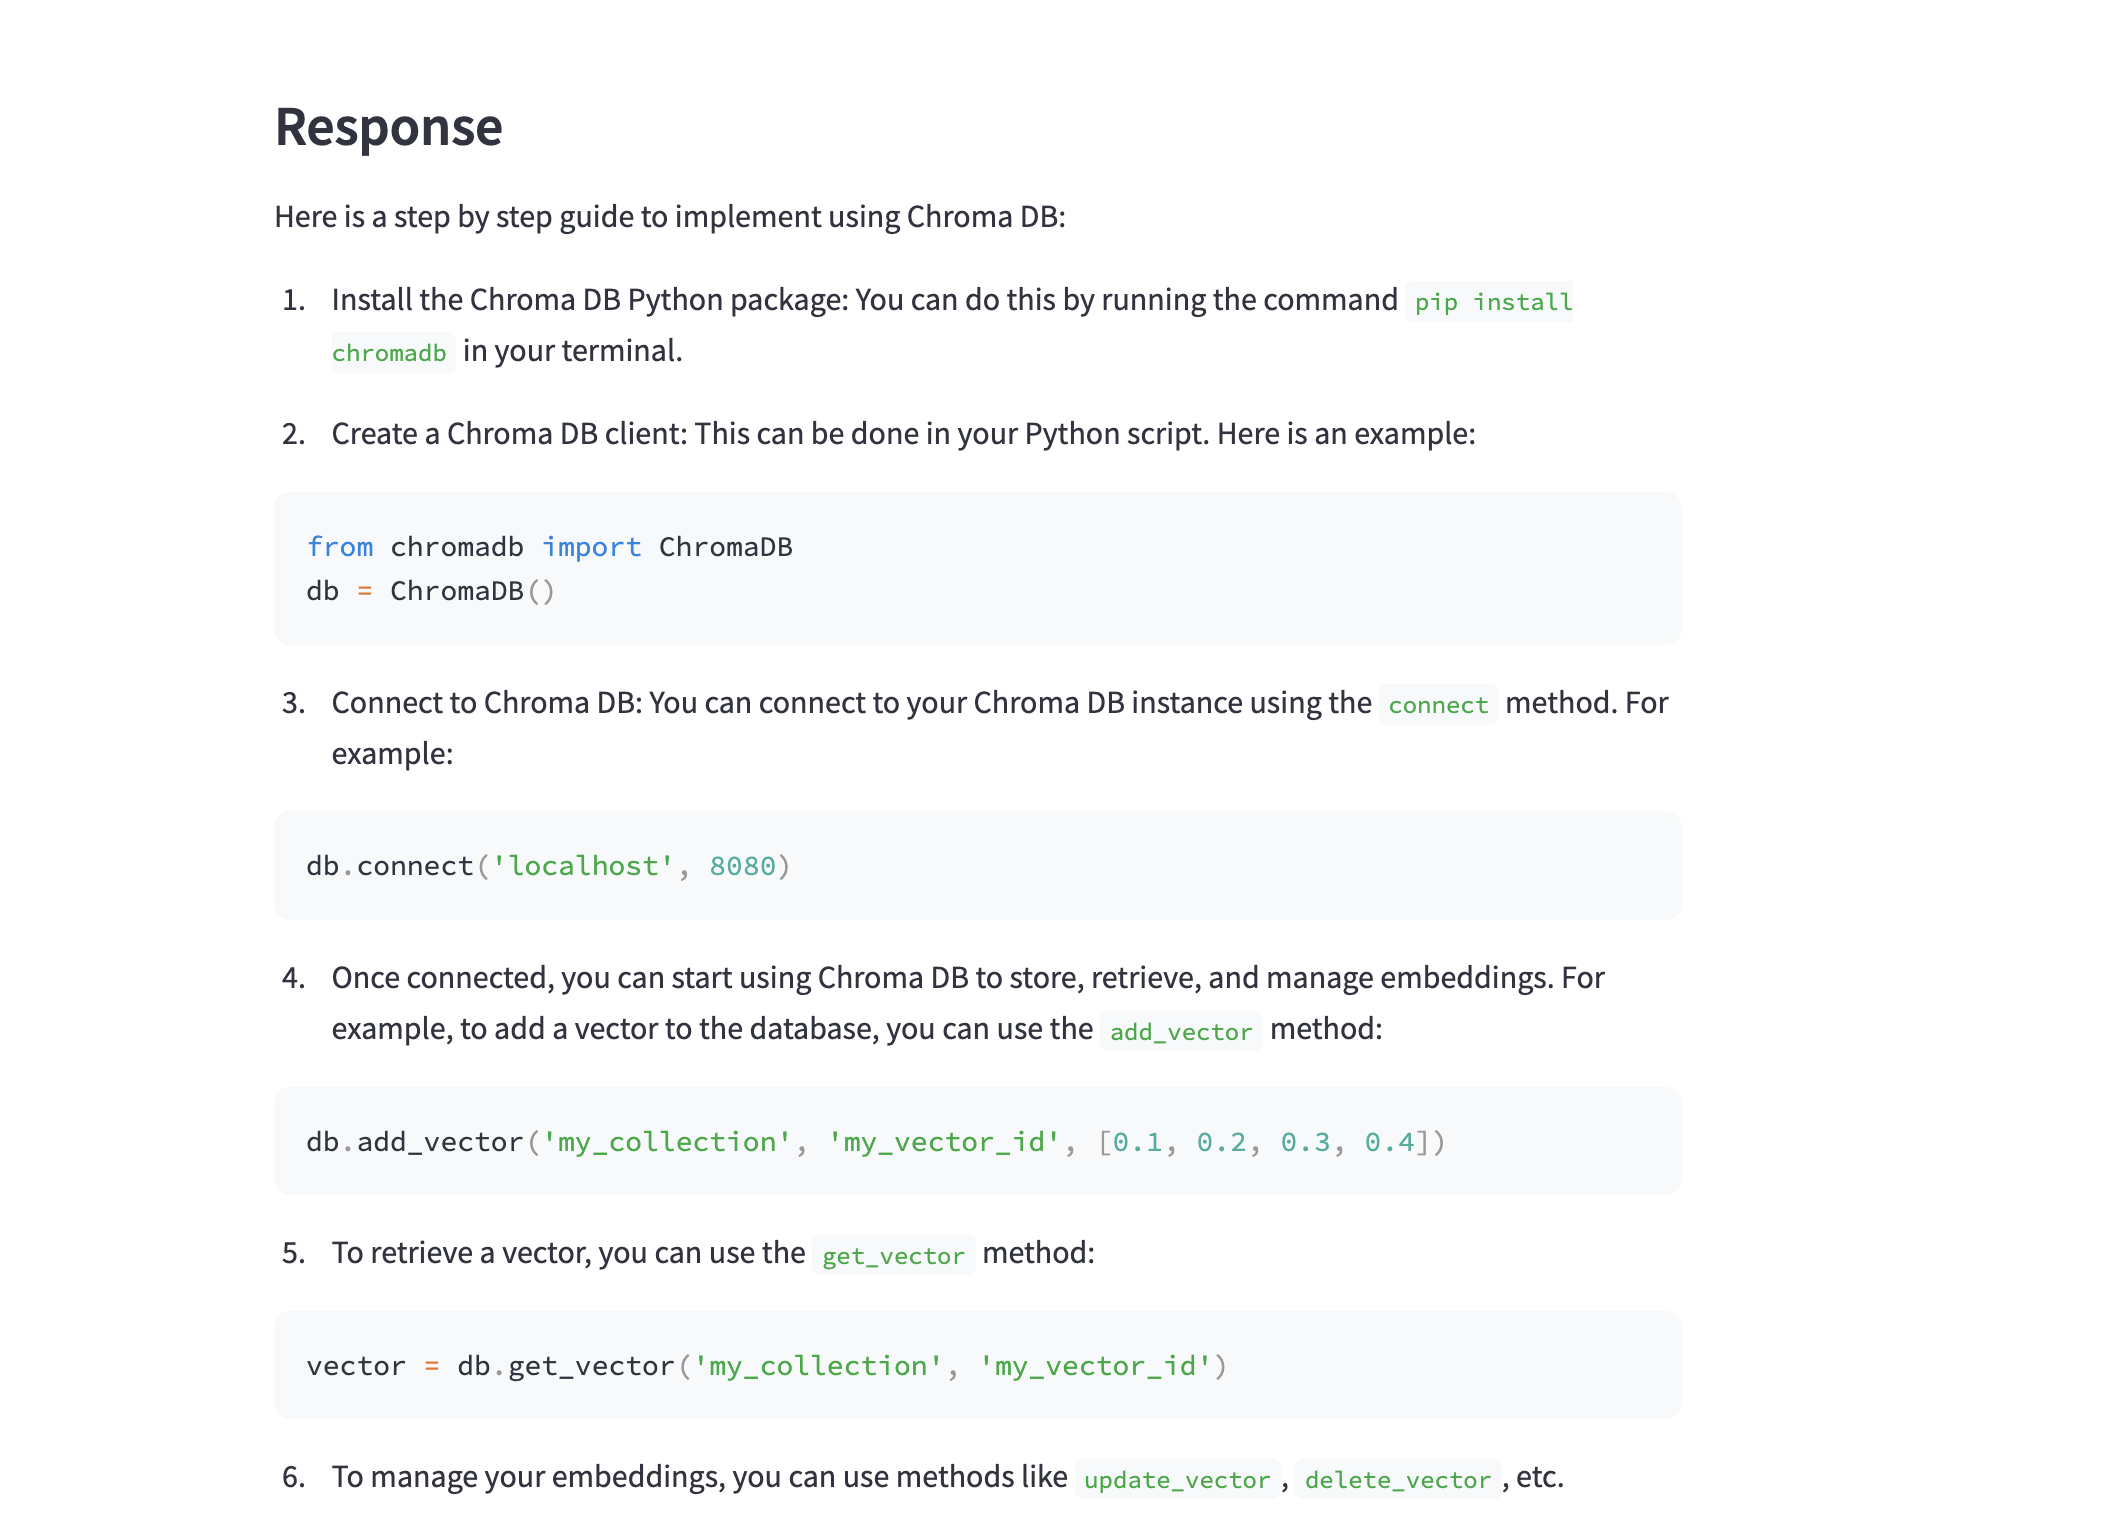 Response
Here is a step by step guide to implement using Chroma DB:
1. Install the Chroma DB Python package: You can do this by running the command pip install
chromadb in your terminal.
2. Create a Chroma DB client: This can be done in your Python script. Here is an example:
from chromadb import ChromaDB
db = ChromaDB()
3. Connect to Chroma DB: You can connect to your Chroma DB instance using the connect method. For
example:
db.connect('localhost', 8080)
4. Once connected, you can start using Chroma DB to store, retrieve, and manage embeddings. For
example, to add a vector to the database, you can use the add_vector method:
db.add_vector('my_collection', 'my_vector_id', [0.1, 0.2, 0.3, 0.4])
5. To retrieve a vector, you can use the get_vector method:
vector = db.get_vector('my_collection', 'my_vector_id')
6. To manage your embeddings, you can use methods like update_vector, delete_vector, etc.